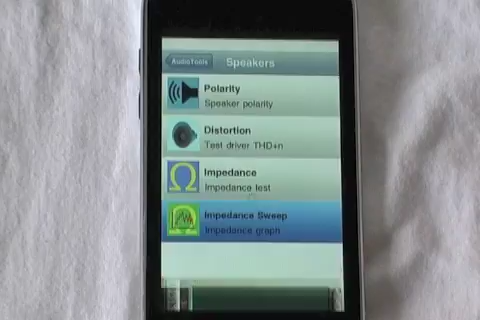 AudioTools
Speakers
Polarity
Speaker polarity
Distortion
Test driver THD+n
Impedance
Impedance test
Impedance Sweep
Impedance graph